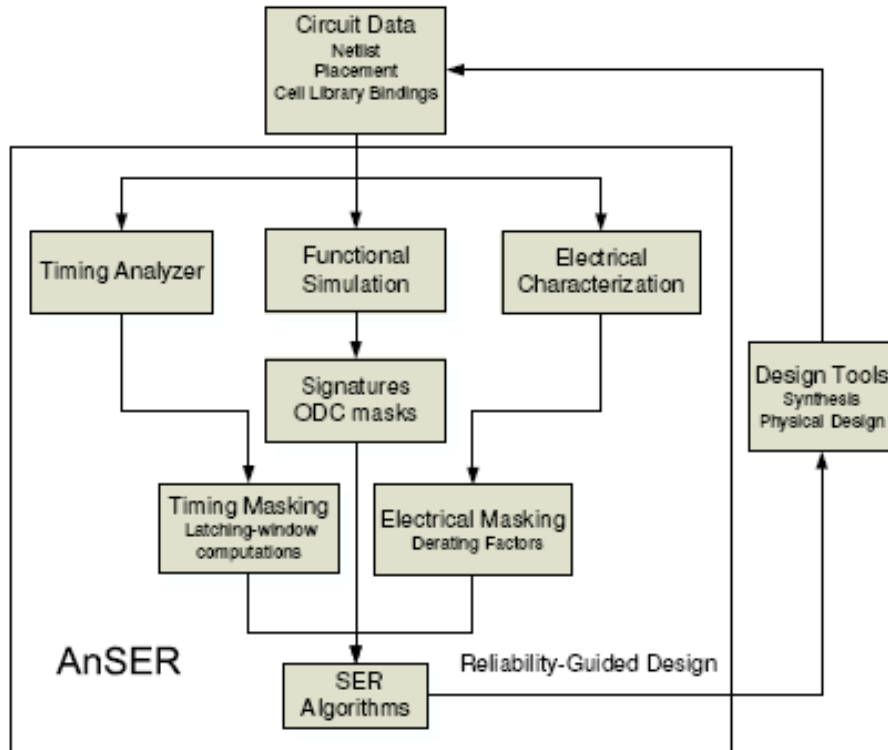 Circuit Data
Netlist
Placement
Cell Library Bindings
Timing Analyzer
Functional
Simulation
Electrical
Characterization
Signatures
ODC masks
Design Tools
Synthesis
Physical Design
Timing Masking
Latching-window
computations
Electrical Masking
Derating Factors
AnSER
Reliability-Guided Design
SER
Algorithms